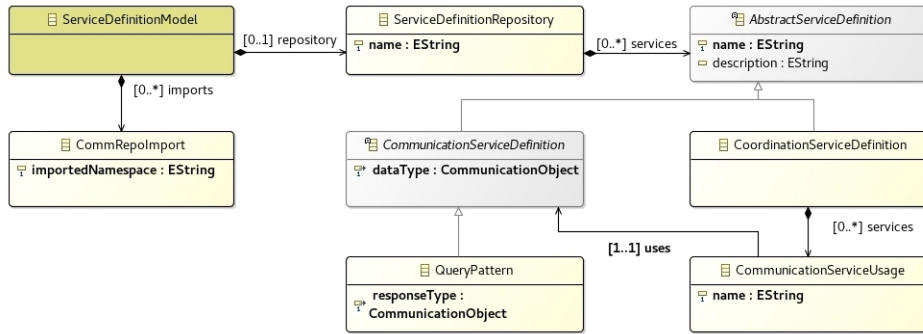 ServiceDefinitionModel
[0..1] repository
ServiceDefinitionRepository
name : EString
[0..*] services
AbstractServiceDefinition
name : EString
description : EString
[0..*] imports
CommRepoImport
importedNamespace : EString
CommunicationServiceDefinition
dataType : CommunicationObject
CoordinationServiceDefinition
[0..*] services
[1..1] uses
QueryPattern
responseType :
CommunicationObject
CommunicationServiceUsage
name : EString